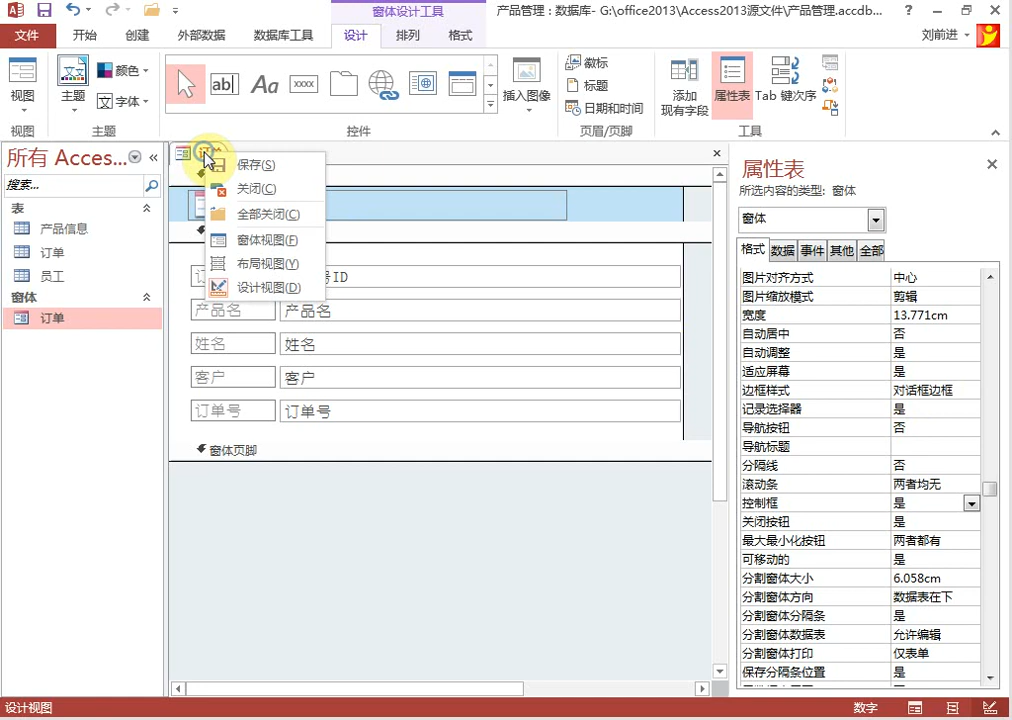 窗体设计工具
产品管理 : 数据库- G:\office2013\Access2013源文件\产品管理.accdb...
?
文件
开始
创建
外部数据
数据库工具
设计
排列
格式
刘前进
视图
主题
颜色
字体
ab|
Aa
xxxx
插入图像
徽标
标题
日期和时间
添加
现有字段
属性表
Tab 键次序
视图
主题
控件
页眉/页脚
工具
所有 Access...
搜索...
表
产品信息
订单
员工
窗体
订单
保存(S)
关闭(C)
全部关闭(C)
窗体视图(F)
布局视图(Y)
设计视图(D)
号ID
产品名
产品名
姓名
姓名
客户
客户
订单号
订单号
窗体页脚
属性表
所选内容的类型: 窗体
窗体
格式
数据
事件
其他
全部
图片对齐方式 中心
图片缩放模式 剪辑
宽度 13.771cm
自动居中 否
自动调整 是
适应屏幕 是
边框样式 对话框边框
记录选择器 是
导航按钮 否
导航标题
分隔线 否
滚动条 两者均无
控制框 是
关闭按钮 是
最大最小化按钮 两者都有
可移动的 是
分割窗体大小 6.058cm
分割窗体方向 数据表在下
分割窗体分隔条 是
分割窗体数据表 允许编辑
分割窗体打印 仅表单
保存分隔条位置 是
设计视图
数字